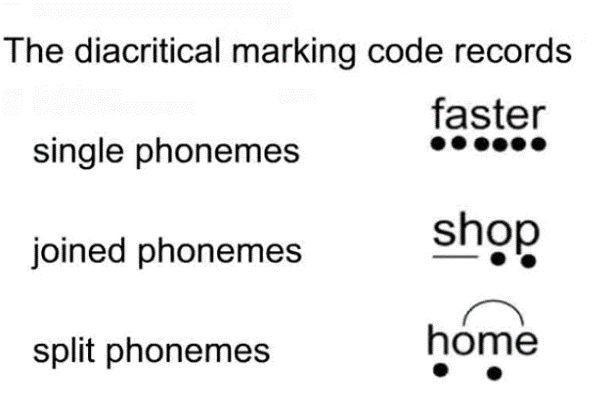 The diacritical marking code records
single phonemes faster
joined phonemes shop
split phonemes home